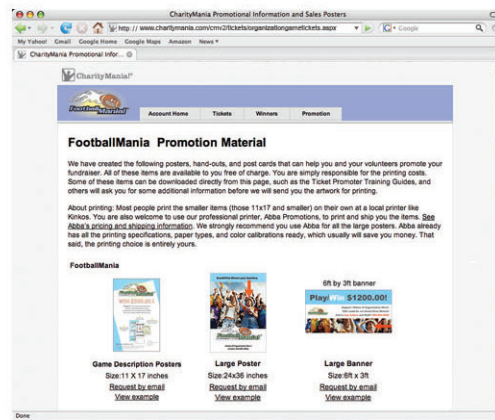 CharityMania Promotional Information and Sales Posters
http://www.charitymania.com/cmv2/tickets/organizationgametickets.aspx
Google
My Yahoo! Gmail Google Home Google Maps Amazon News
CharityMania Promotional Infor...
CharityMania!
FootballMania!
Account Home Tickets Winners Promotion
FootballMania Promotion Material
We have created the following posters, hand-outs, and post cards that can help you and your volunteers promote your
fundraiser. All of these items are available to you free of charge. You are simply responsible for the printing costs.
Some of these items can be downloaded directly from this page, such as the Ticket Promoter Training Guides, and
others will ask you for some additional information before we will send you the artwork for printing.
About printing: Most people print the smaller items (those 11x17 and smaller) on their own at a local printer like
Kinkos. You are also welcome to use our professional printer, Abba Promotions, to print and ship you the items. See
Abba's pricing and shipping information. We strongly recommend you use Abba for all the large posters. Abba already
has all the printing specifications, paper types, and color calibrations ready, which usually will save you money. That
said, the printing choice is entirely yours.
FootballMania
6ft by 3ft banner
Play/Win $1200.00!
Game Description Posters Large Poster Large Banner
Size:11 X 17 inches Size:24x36 inches Size:6ft x 3ft
Request by email Request by email Request by email
View example View example View example
Done